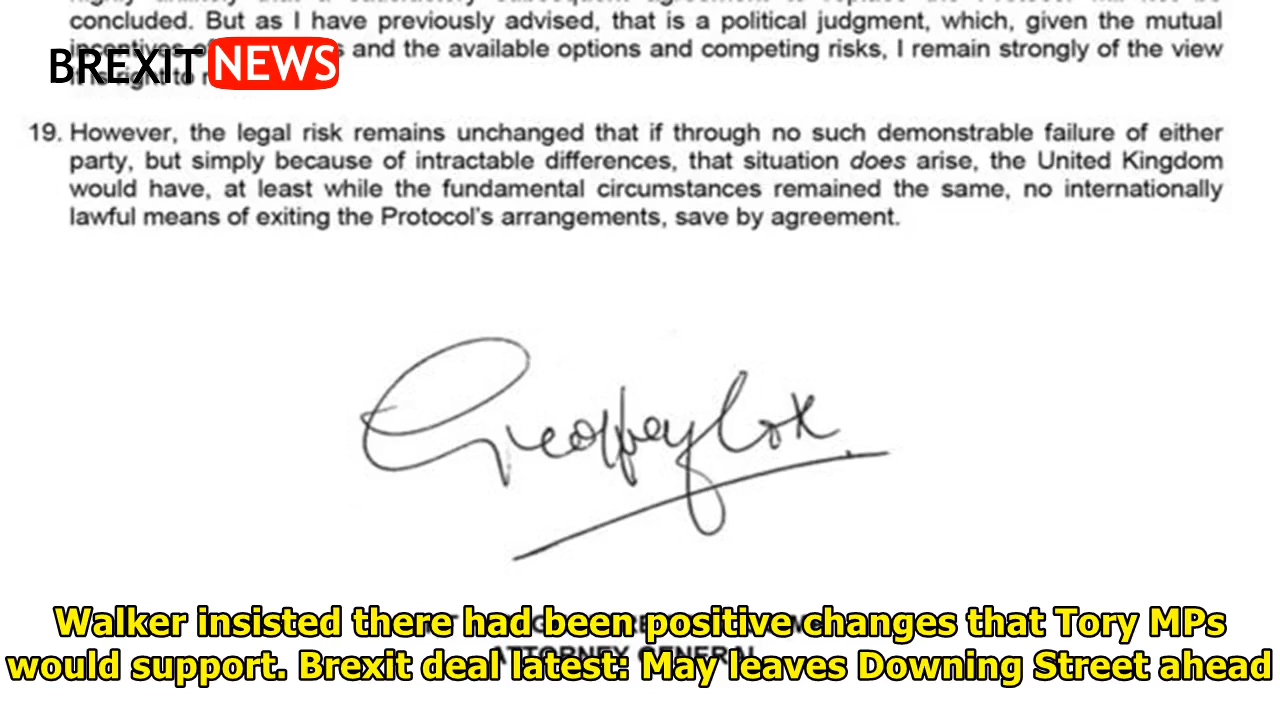 concluded. But as I have previously advised, that is a political judgment, which, given the mutual
and the available options and competing risks, I remain strongly of the view
BREXIT NEWS
19. However, the legal risk remains unchanged that if through no such demonstrable failure of either
party, but simply because of intractable differences, that situation does arise, the United Kingdom
would have, at least while the fundamental circumstances remained the same, no internationally
lawful means of exiting the Protocol's arrangements, save by agreement.
Geoffrey Cox
ATTORNEY GENERAL
Walker insisted there had been positive changes that Tory MPs
would support. Brexit deal latest: May leaves Downing Street ahead